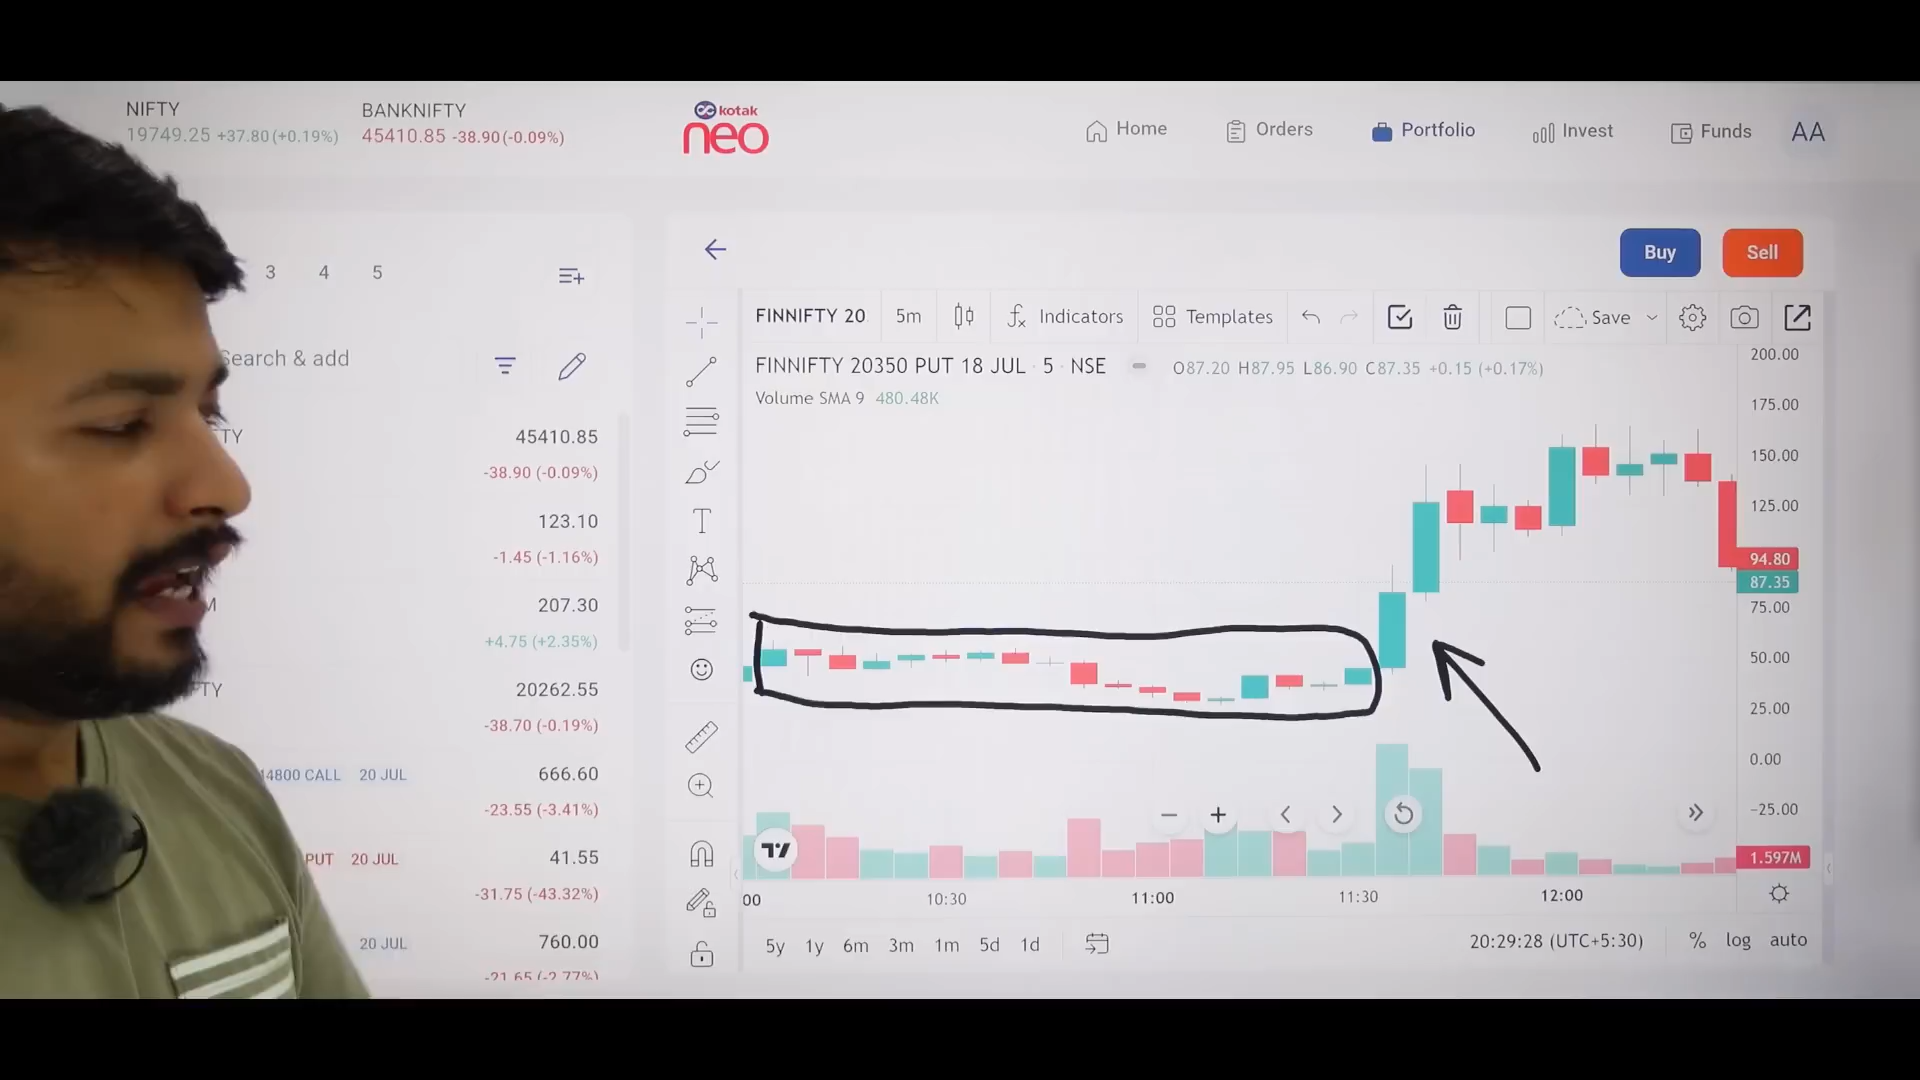 NIFTY
19749.25 +37.80 (+0.19%)
BANKNIFTY
45410.85 -38.90 (-0.09%)
kotak
neo
Home
Orders
Portfolio
Invest
Funds
AA
3 4 5
Search & add
TY 45410.85
-38.90 (-0.09%)
123.10
-1.45 (-1.16%)
M 207.30
+4.75 (+2.35%)
TY 20262.55
-38.70 (-0.19%)
14800 CALL 20 JUL 666.60
-23.55 (-3.41%)
PUT 20 JUL 41.55
-31.75 (-43.32%)
20 JUL 760.00
-21.65 (-2.77%)
Buy
Sell
FINNIFTY 20
5m
Indicators
Templates
Save
FINNIFTY 20350 PUT 18 JUL · 5 · NSE
O87.20 H87.95 L86.90 C87.35 +0.15 (+0.17%)
Volume SMA 9 480.48K
200.00
175.00
150.00
125.00
94.80
87.35
75.00
50.00
25.00
0.00
-25.00
1.597M
00 10:30 11:00 11:30 12:00
5y 1y 6m 3m 1m 5d 1d
20:29:28 (UTC+5:30)
% log auto